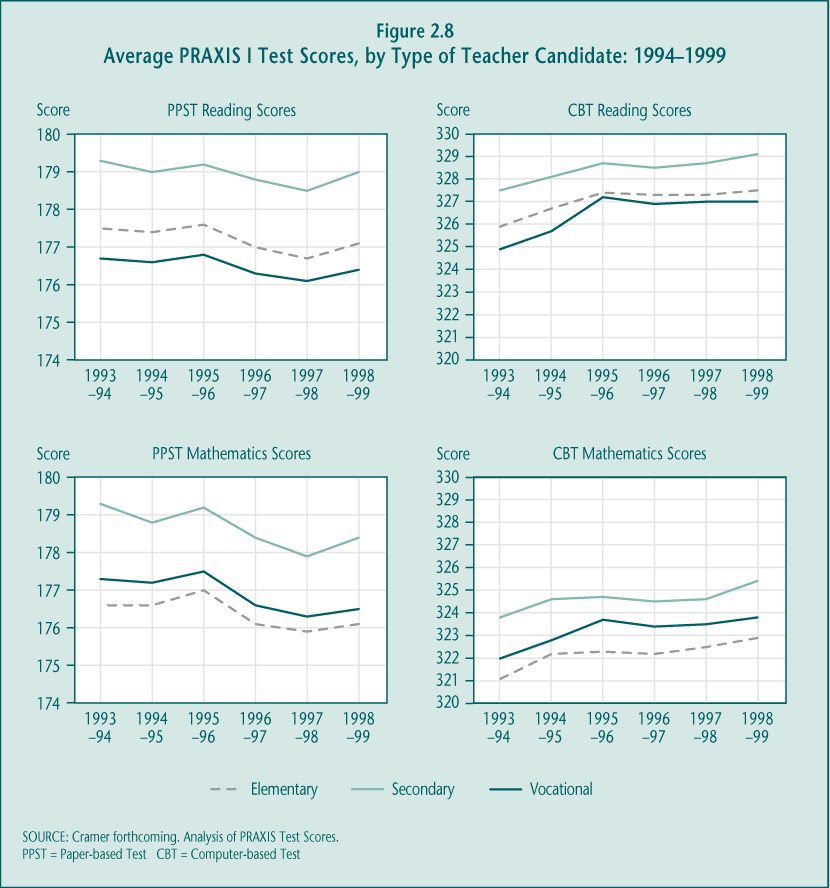 Figure 2.8
Average PRAXIS I Test Scores, by Type of Teacher Candidate: 1994–1999
Score
PPST Reading Scores
180
179
178
177
176
175
174
1993 1994 1995 1996 1997 1998
–94 –95 –96 –97 –98 –99
Score
CBT Reading Scores
330
329
328
327
326
325
324
323
322
321
320
1993 1994 1995 1996 1997 1998
–94 –95 –96 –97 –98 –99
Score
PPST Mathematics Scores
180
179
178
177
176
175
174
1993 1994 1995 1996 1997 1998
–94 –95 –96 –97 –98 –99
Score
CBT Mathematics Scores
330
329
328
327
326
325
324
323
322
321
320
1993 1994 1995 1996 1997 1998
–94 –95 –96 –97 –98 –99
Elementary Secondary Vocational
SOURCE: Cramer forthcoming. Analysis of PRAXIS Test Scores.
PPST = Paper-based Test CBT = Computer-based Test